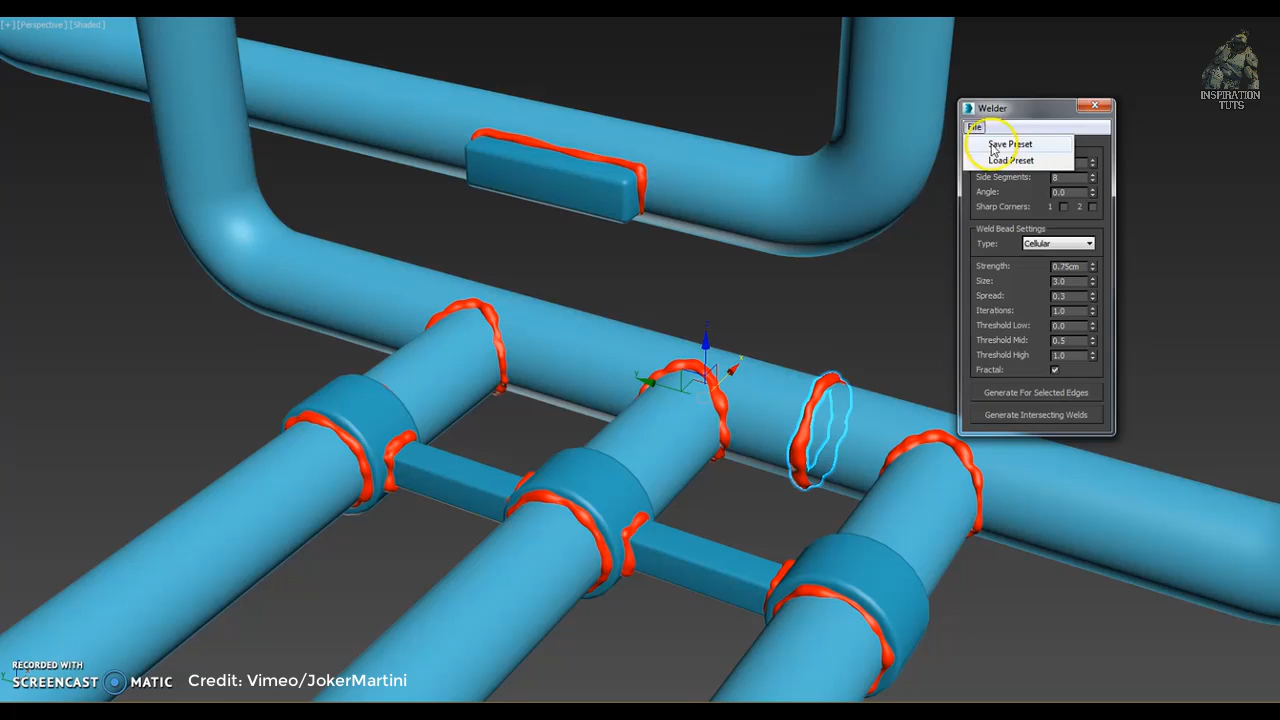 [+][Perspective][Shaded]
INSPIRATION
TUTS
Welder
File
Save Preset
Load Preset
Side Segments: 8
Angle: 0.0
Sharp Corners: 1 2
Weld Bead Settings
Type: Cellular
Strength: 0.75cm
Size: 3.0
Spread: 0.3
Iterations: 1.0
Threshold Low: 0.0
Threshold Mid: 0.5
Threshold High 1.0
Fractal:
Generate For Selected Edges
Generate Intersecting Welds
z
y
x
RECORDED WITH
SCREENCAST MATIC
Credit: Vimeo/JokerMartini